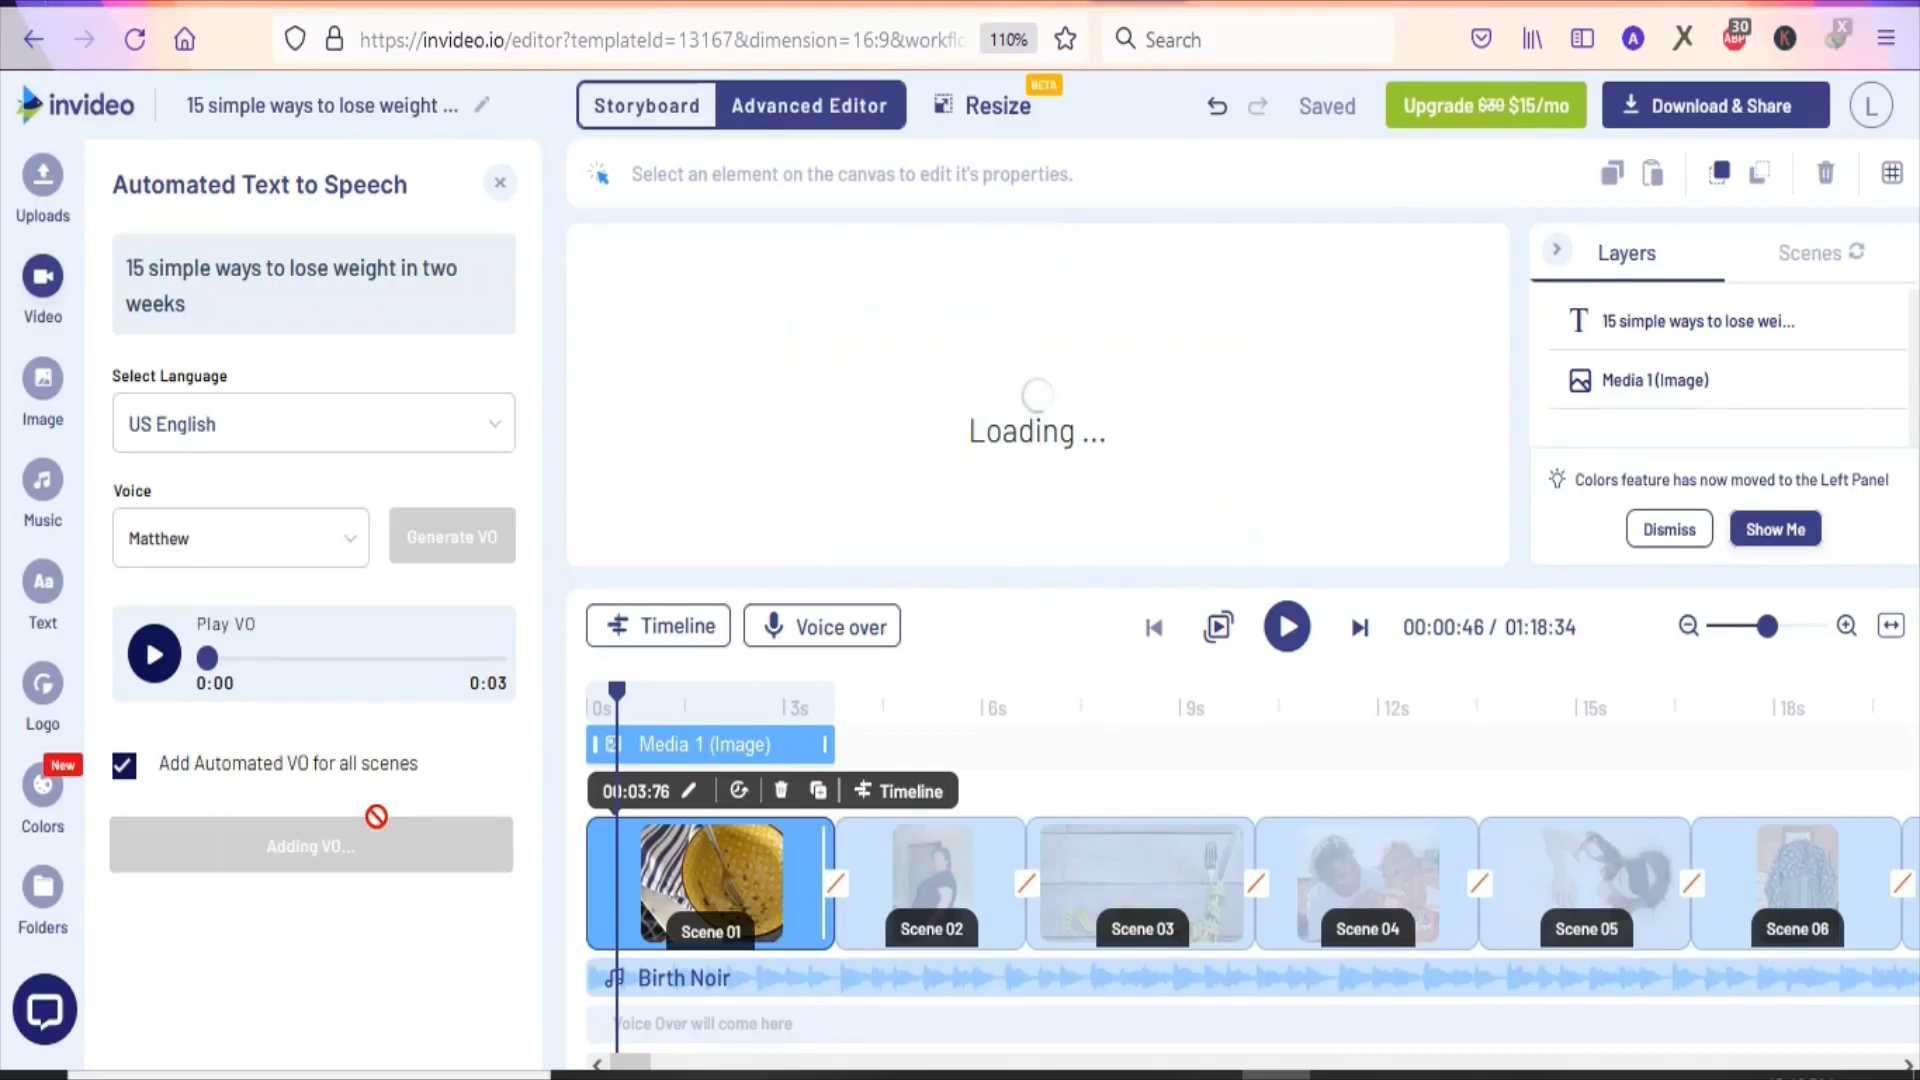 https://invideo.io/editor?templateId=13167&dimension=16:9&workflo
110%
Search
A
30
ABP
K
X
invideo
15 simple ways to lose weight ...
Storyboard
Advanced Editor
Resize
BETA
Saved
Upgrade $30 $15/mo
Download & Share
L
Uploads
Video
Image
Music
Aa
Text
Logo
New
Colors
Folders
Automated Text to Speech
15 simple ways to lose weight in two
weeks
Select Language
US English
Voice
Matthew
Generate VO
Play VO
0:00
0:03
Add Automated VO for all scenes
Adding VO...
Select an element on the canvas to edit it's properties.
Loading ...
Layers
Scenes
T
15 simple ways to lose wei...
Media 1 (Image)
Colors feature has now moved to the Left Panel
Dismiss
Show Me
Timeline
Voice over
00:00:46 / 01:18:34
0s
3s
6s
9s
12s
15s
18s
Media 1 (Image)
00:03:76
Timeline
Scene 01
Scene 02
Scene 03
Scene 04
Scene 05
Scene 06
Birth Noir
Voice Over will come here